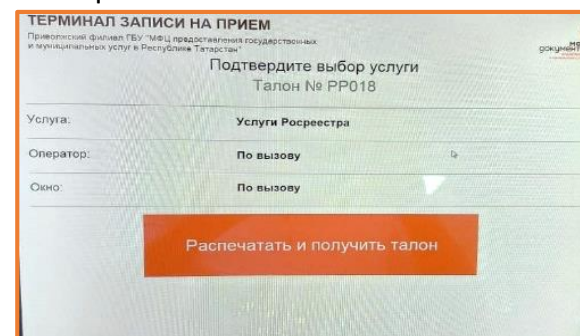 ТЕРМИНАЛ ЗАПИСИ НА ПРИЕМ
Приволжский филиал ГБУ "МФЦ предоставления государственных
и муниципальных услуг в Республике Татарстан"
Подтвердите выбор услуги
Талон № PP018
Услуга: Услуги Росреестра
Оператор: По вызову
Окно: По вызову
Распечатать и получить талон